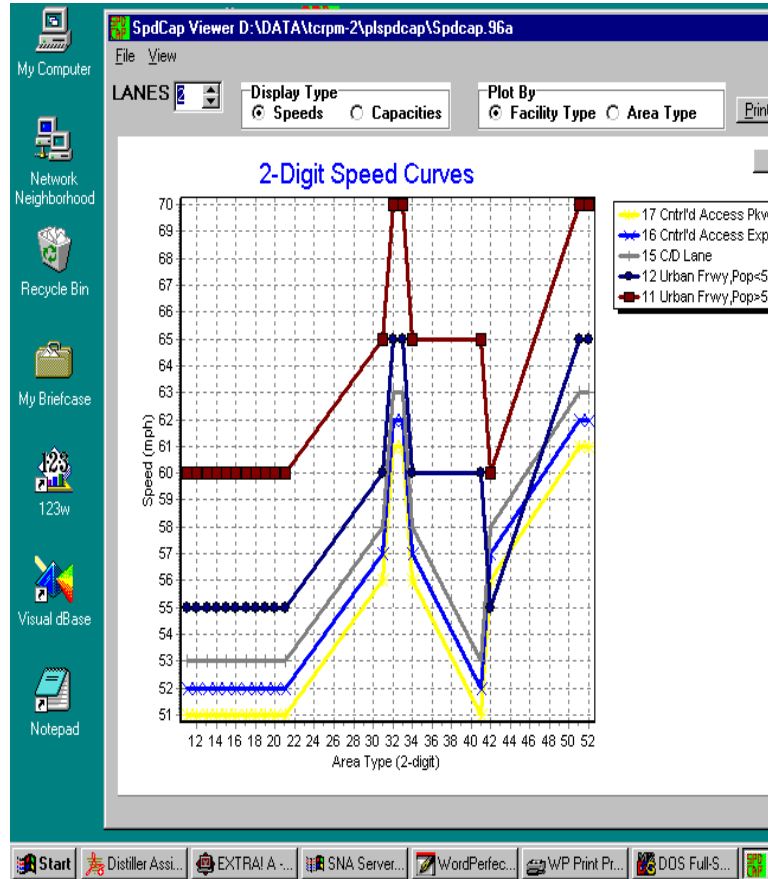 My Computer
Network
Neighborhood
Recycle Bin
My Briefcase
123w
Visual dBase
Notepad
SpdCap Viewer D:\DATA\tcrpm-2\plspdcap\Spdcap.96a
File View
LANES 2
Display Type
Speeds
Capacities
Plot By
Facility Type
Area Type
Print
2-Digit Speed Curves
70
69
68
67
66
65
64
63
62
61
60
59
58
57
56
55
54
53
52
51
Speed (mph)
12 14 16 18 20 22 24 26 28 30 32 34 36 38 40 42 44 46 48 50 52
Area Type (2-digit)
17 Cntrl'd Access Pkw
16 Cntrl'd Access Exp
15 C/D Lane
12 Urban Frwy,Pop<5
11 Urban Frwy,Pop>5
Start
Distiller Assi...
EXTRA! A -...
SNA Server...
WordPerfec...
WP Print Pr...
DOS Full-S...